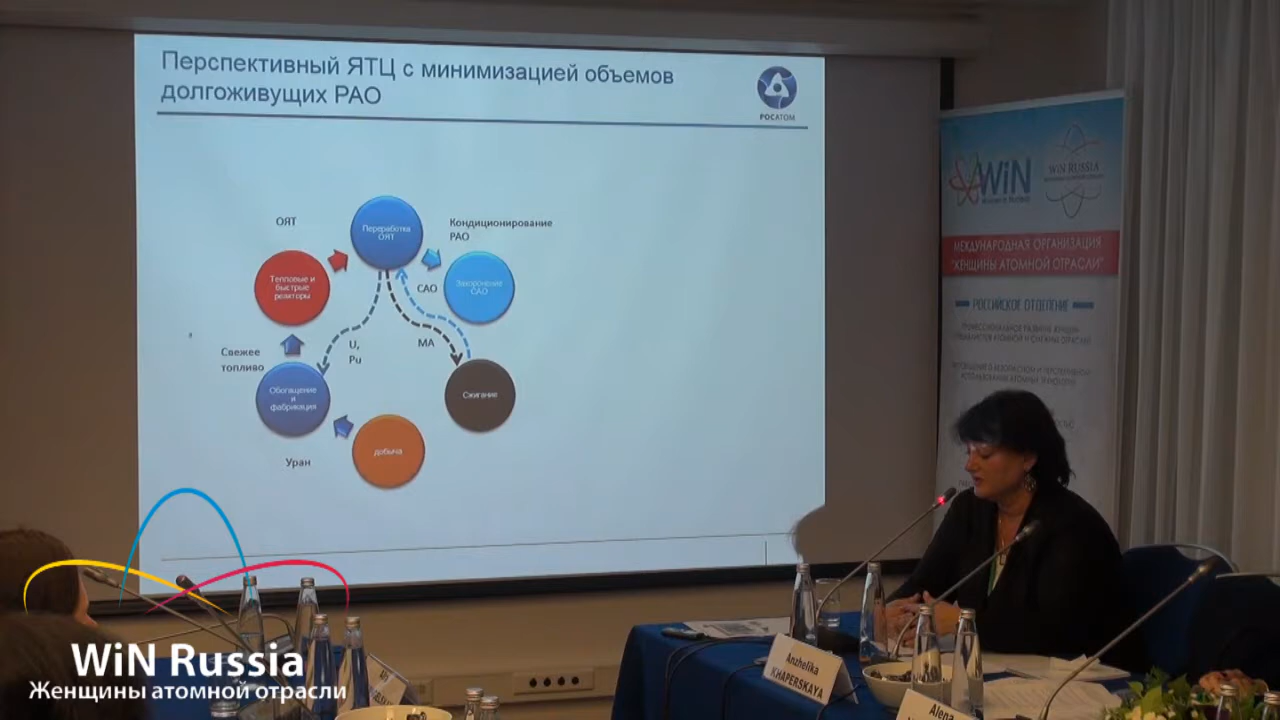 Перспективный ЯТЦ с минимизацией объемов
долгоживущих РАО
РОСАТОМ
ОЯТ
Переработка
ОЯТ
Кондиционирование
РАО
Тепловые и
быстрые
реакторы
САО
Захоронение
САО
U,
Pu
МА
Свежее
топливо
Обогащение
и
фабрикация
Сжигание
добыча
Уран
WiN
WiN RUSSIA
МЕЖДУНАРОДНАЯ ОРГАНИЗАЦИЯ
"ЖЕНЩИНЫ АТОМНОЙ ОТРАСЛИ"
РОССИЙСКОЕ ОТДЕЛЕНИЕ
Anzhelika
KHAPERSKAYA
Alena
WiN Russia
Женщины атомной отрасли